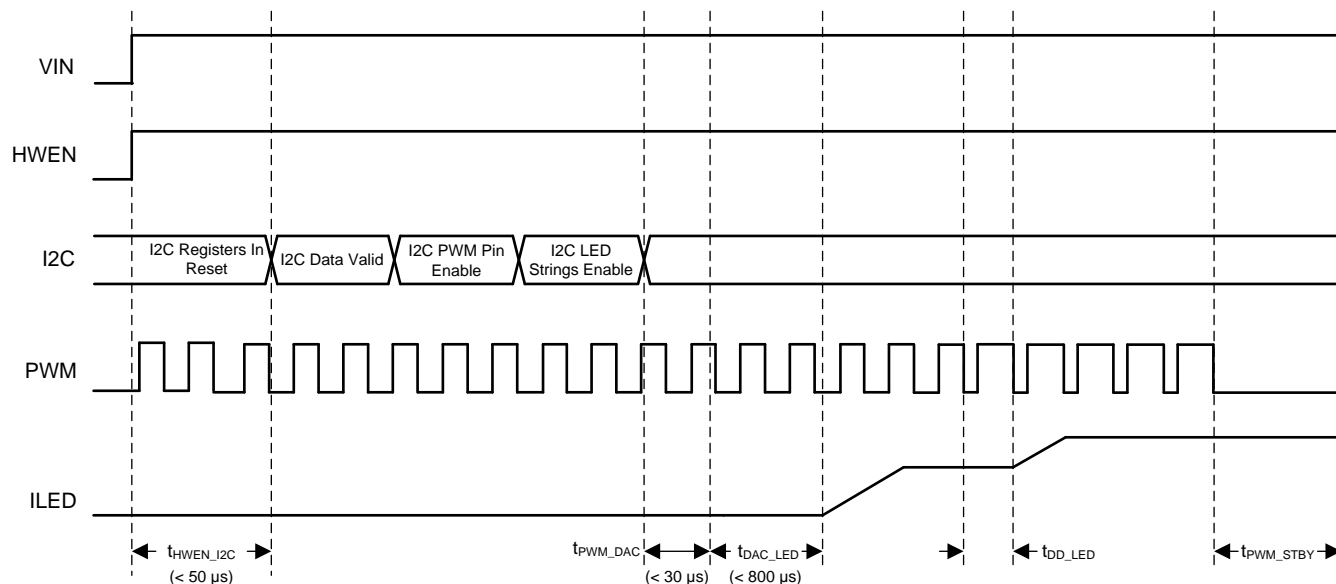 VIN
HWEN
I2C
I2C Registers In
Reset
I2C Data Valid
I2C PWM Pin
Enable
I2C LED
Strings Enable
PWM
ILED
tHWEN_I2C
(< 50 µs)
tPWM_DAC
(< 30 µs)
tDAC_LED
(< 800 µs)
tDD_LED
tPWM_STBY